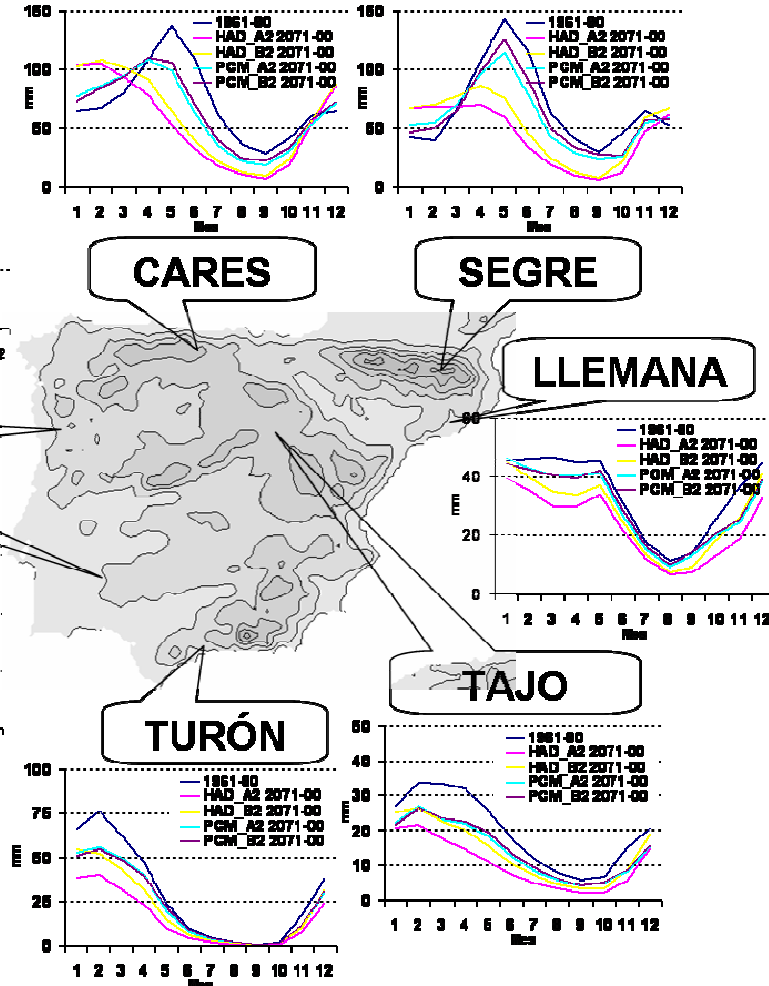 150
100
50
0
mm
1961-90
HAD_A2 2071-00
HAD_B2 2071-00
PCM_A2 2071-00
PCM_B2 2071-00
1 2 3 4 5 6 7 8 9 10 11 12
Mes
150
100
50
0
mm
1961-90
HAD_A2 2071-00
HAD_B2 2071-00
PCM_A2 2071-00
PCM_B2 2071-00
1 2 3 4 5 6 7 8 9 10 11 12
Mes
CARES
SEGRE
LLEMANA
60
40
20
0
mm
1961-90
HAD_A2 2071-00
HAD_B2 2071-00
PCM_A2 2071-00
PCM_B2 2071-00
1 2 3 4 5 6 7 8 9 10 11 12
Mes
TAJO
TURÓN
50
40
30
20
10
0
mm
1961-90
HAD_A2 2071-00
HAD_B2 2071-00
PCM_A2 2071-00
PCM_B2 2071-00
1 2 3 4 5 6 7 8 9 10 11 12
Mes
100
75
50
25
0
mm
1961-90
HAD_A2 2071-00
HAD_B2 2071-00
PCM_A2 2071-00
PCM_B2 2071-00
1 2 3 4 5 6 7 8 9 10 11 12
Mes